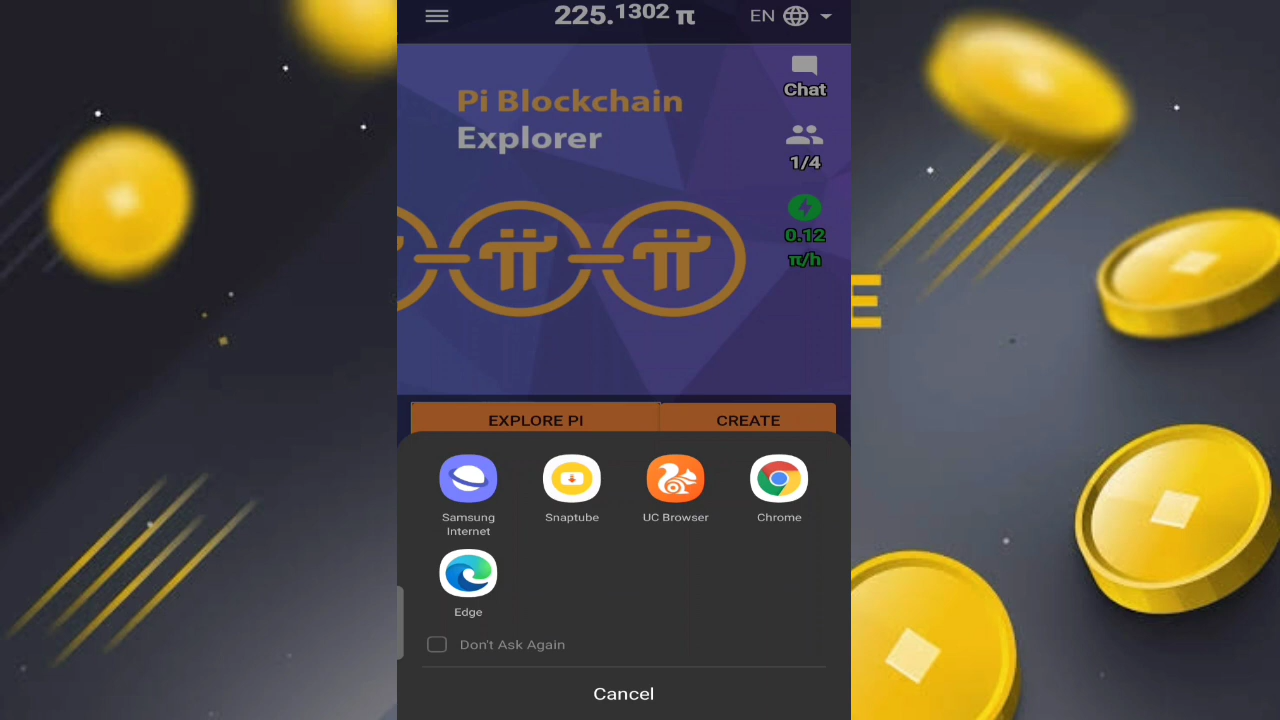 225.1302 π
EN
Pi Blockchain
Explorer
Chat
1/4
0.12
π/h
E
EXPLORE PI
CREATE
Samsung
Internet
Snaptube
UC Browser
Chrome
Edge
Don't Ask Again
Cancel